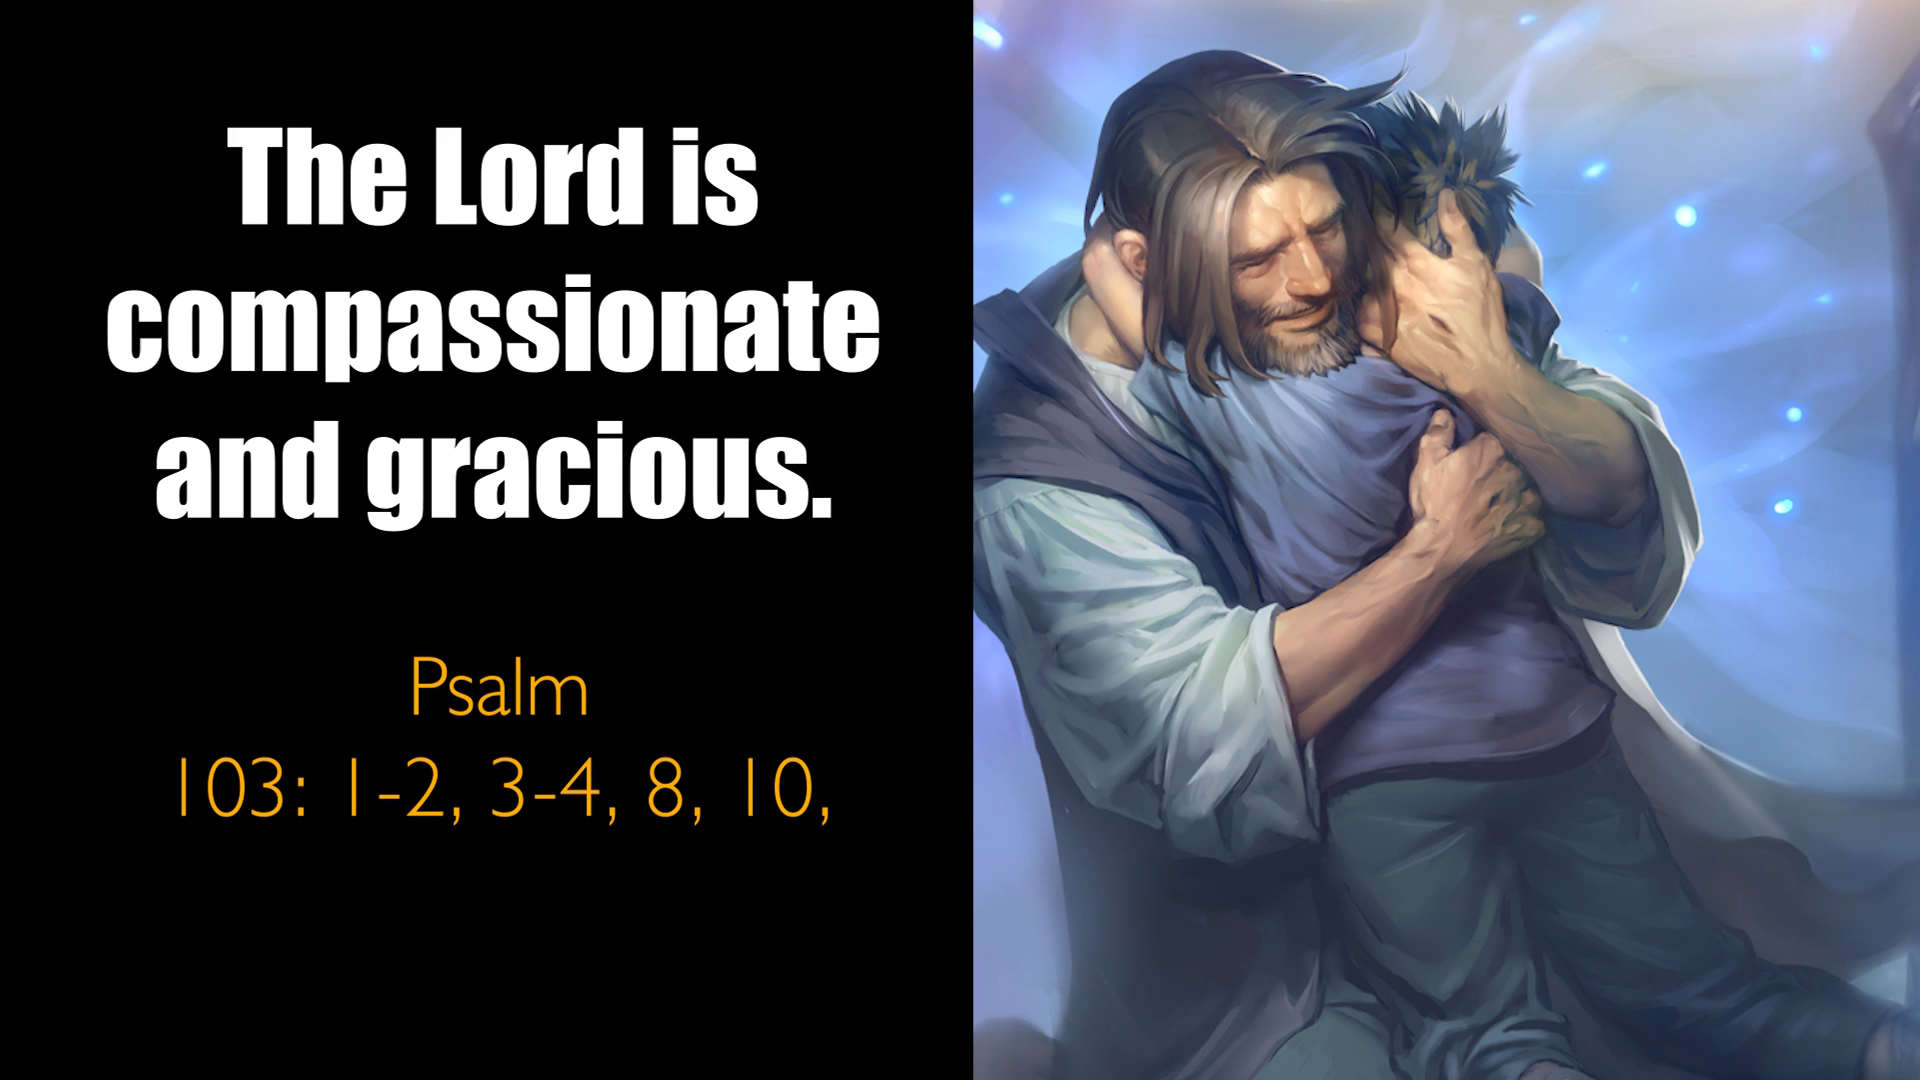 The Lord is
compassionate
and gracious.
Psalm
103: 1-2, 3-4, 8, 10,